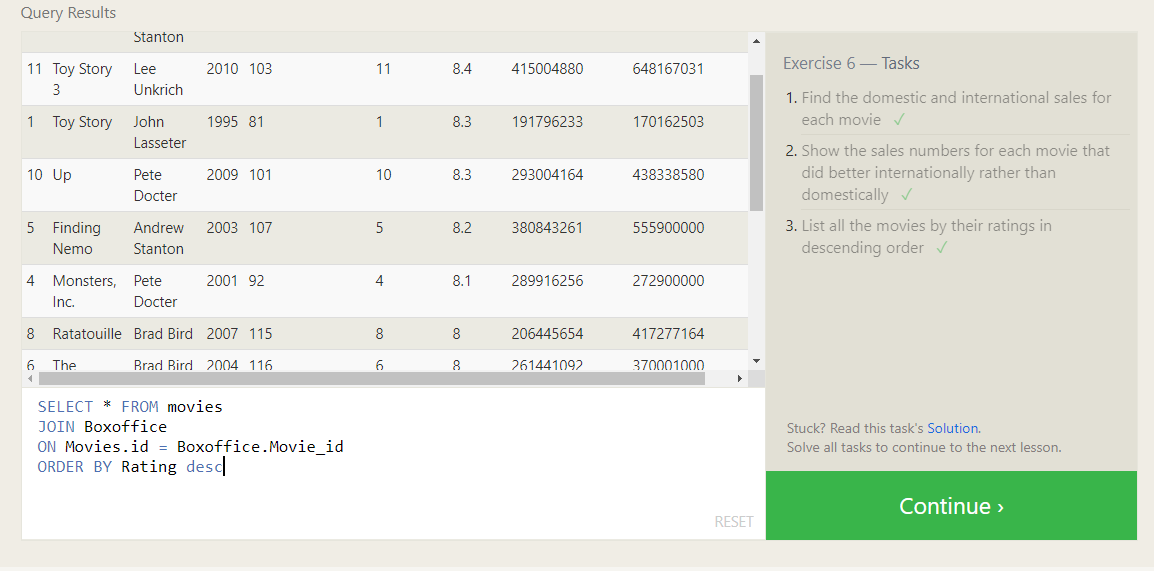 Query Results
Stanton
11 Toy Story Lee 2010 103 11 8.4 415004880 648167031
3 Unkrich
1 Toy Story John 1995 81 1 8.3 191796233 170162503
Lasseter
10 Up Pete 2009 101 10 8.3 293004164 438338580
Docter
5 Finding Andrew 2003 107 5 8.2 380843261 555900000
Nemo Stanton
4 Monsters, Pete 2001 92 4 8.1 289916256 272900000
Inc. Docter
8 Ratatouille Brad Bird 2007 115 8 8 206445654 417277164
6 The Brad Bird 2004 116 6 8 261441092 370001000
SELECT * FROM movies
JOIN Boxoffice
ON Movies.id = Boxoffice.Movie_id
ORDER BY Rating desc
RESET
Exercise 6 — Tasks
1. Find the domestic and international sales for
each movie ✓
2. Show the sales numbers for each movie that
did better internationally rather than
domestically ✓
3. List all the movies by their ratings in
descending order ✓
Stuck? Read this task's Solution.
Solve all tasks to continue to the next lesson.
Continue ›